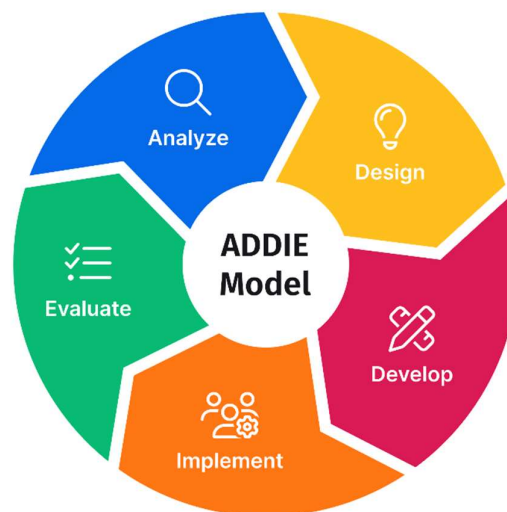 Analyze
Design
ADDIE
Model
Evaluate
Develop
Implement